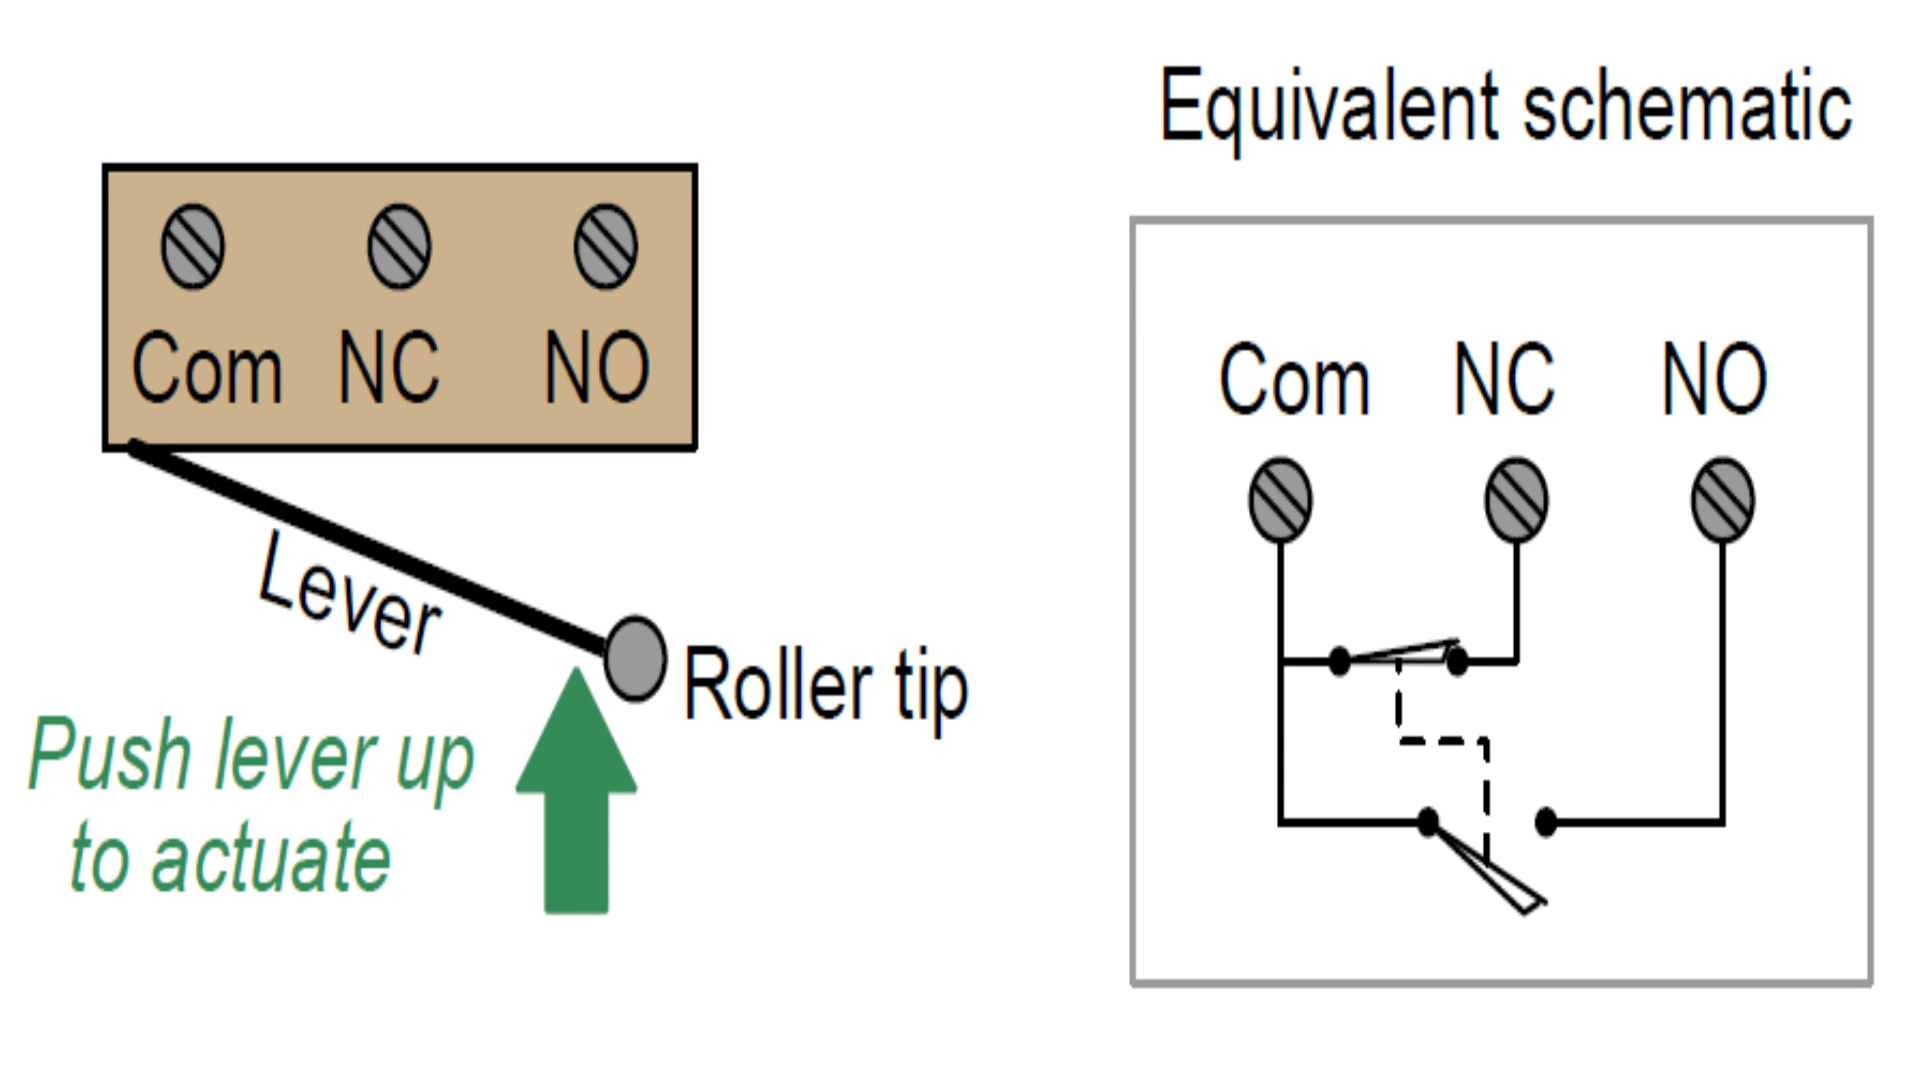 Equivalent schematic
Com NC NO
Lever
Roller tip
Push lever up
to actuate
Com NC NO